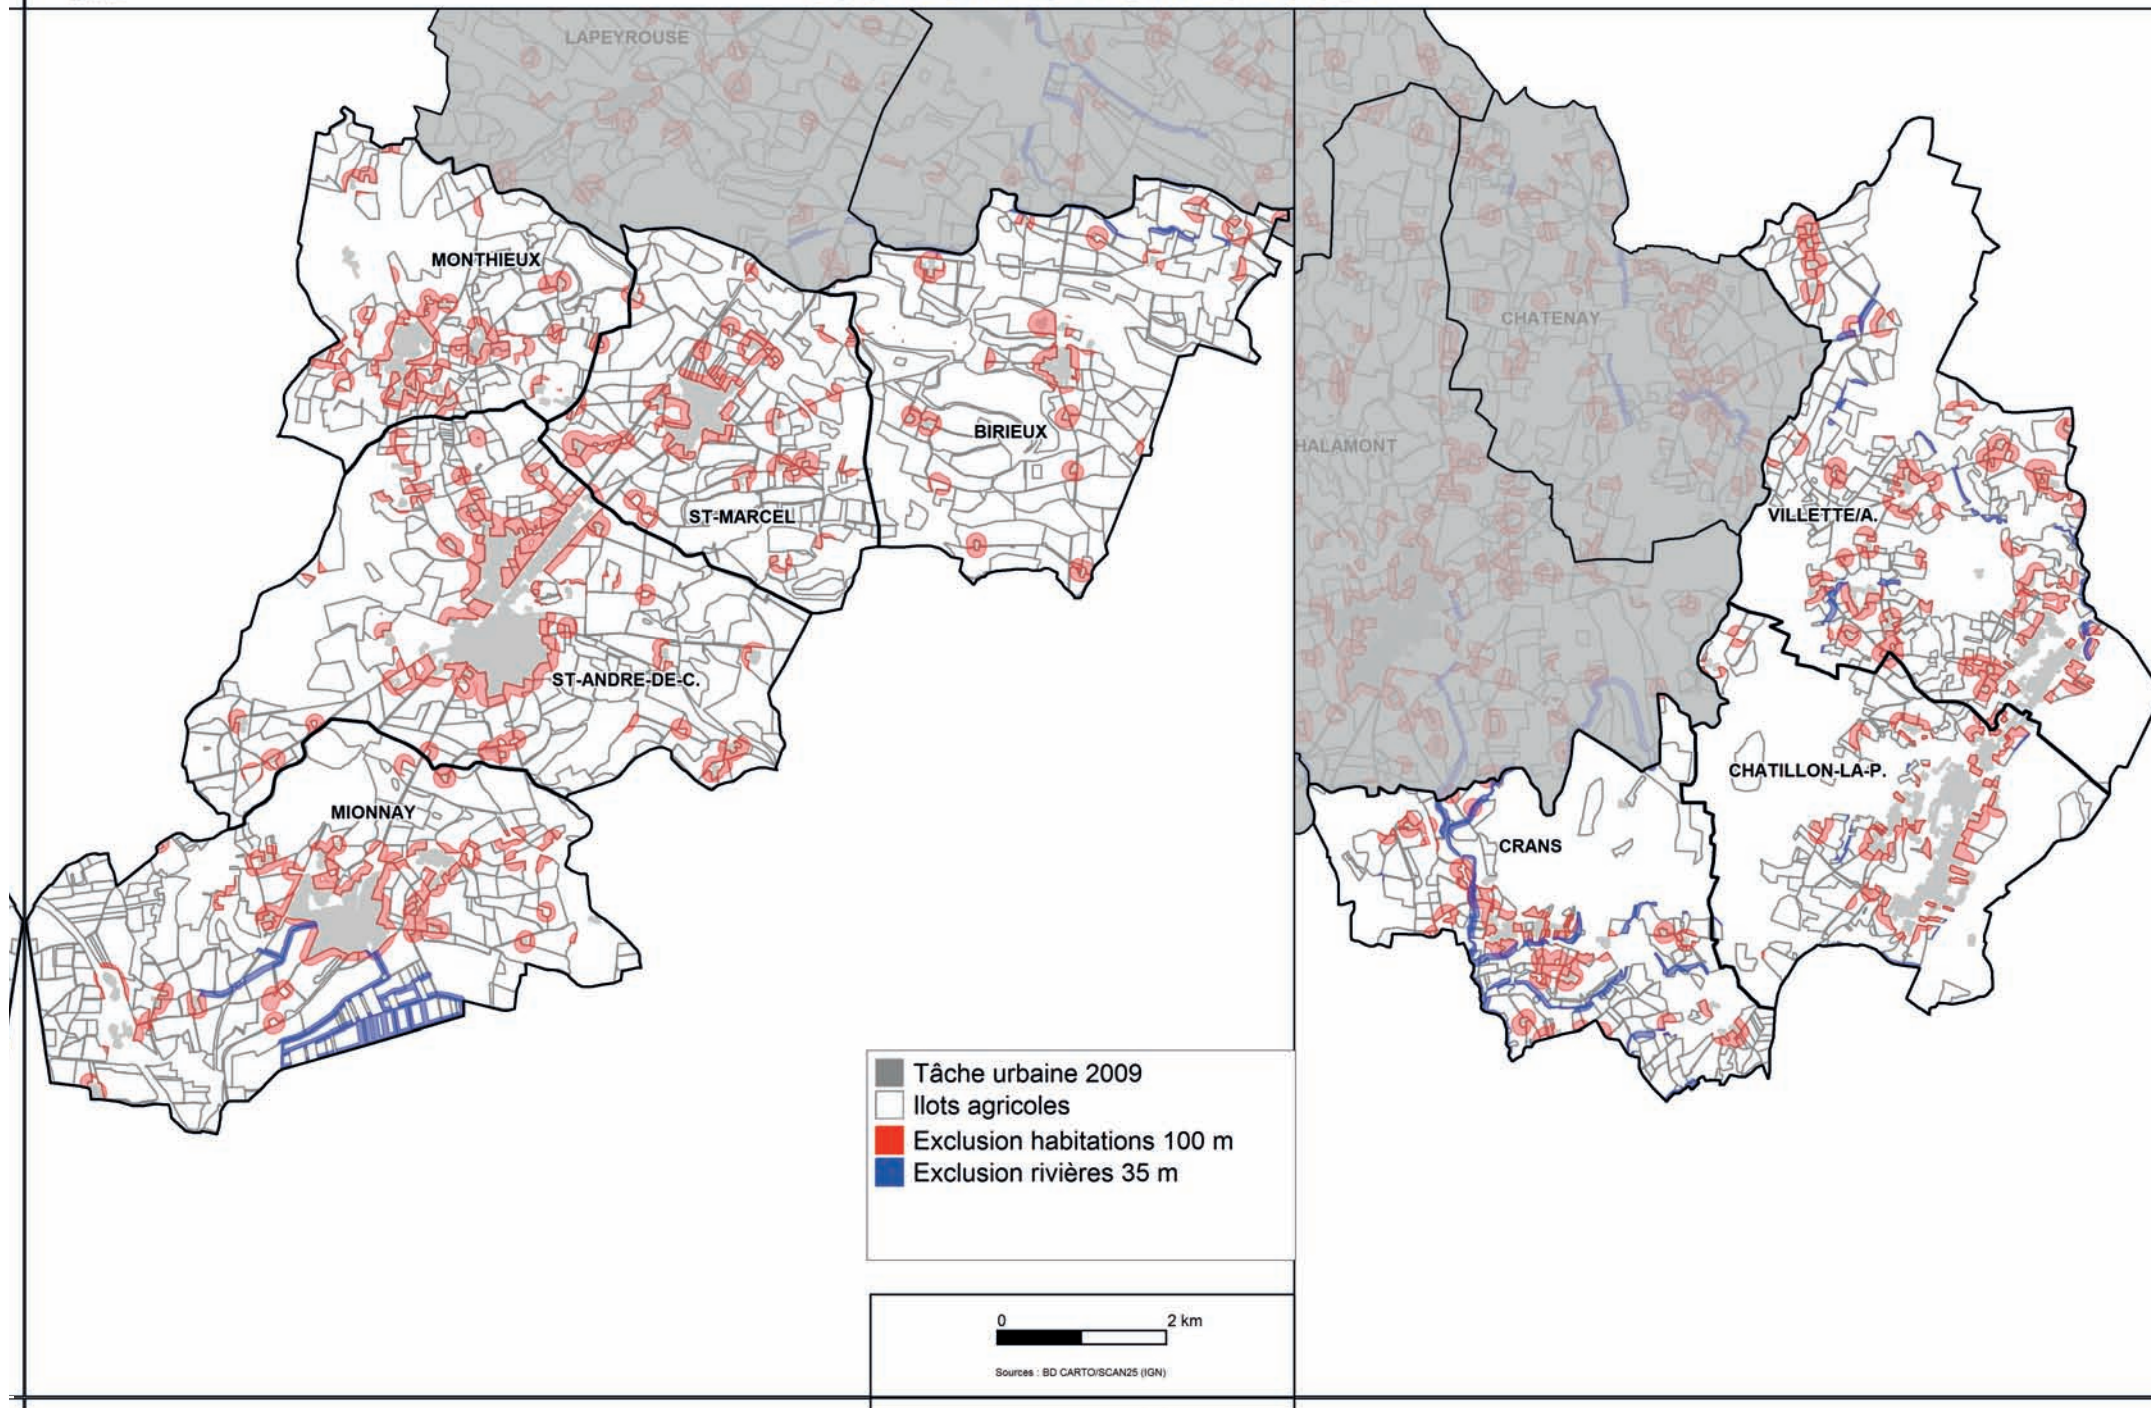 LAPEYROUSE
MONTHIEUX
CHATENAY
BIRIEUX
HALAMONT
ST-MARCEL
VILLETTE/A.
ST-ANDRE-DE-C.
CHATILLON-LA-P.
MIONNAY
CRANS
Tâche urbaine 2009
Ilots agricoles
Exclusion habitations 100 m
Exclusion rivières 35 m
0 2 km
Sources : BD CARTO/SCAN25 (IGN)